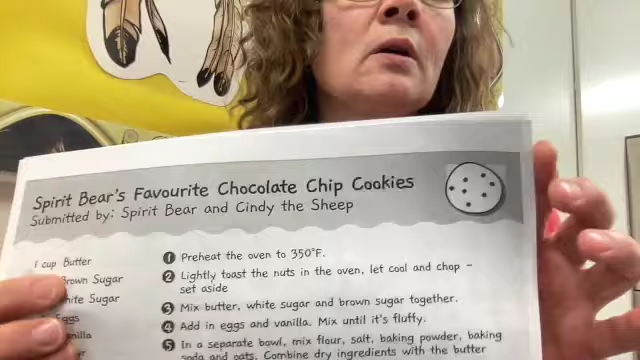 Spirit Bear's Favourite Chocolate Chip Cookies
Submitted by: Spirit Bear and Cindy the Sheep
1 cup Butter
Brown Sugar
White Sugar
Eggs
Vanilla
1 Preheat the oven to 350°F.
2 Lightly toast the nuts in the oven, let cool and chop –
set aside
3 Mix butter, white sugar and brown sugar together.
4 Add in eggs and vanilla. Mix until it's fluffy.
5 In a separate bowl, mix flour, salt, baking powder, baking
soda and oats. Combine dry ingredients with the butter